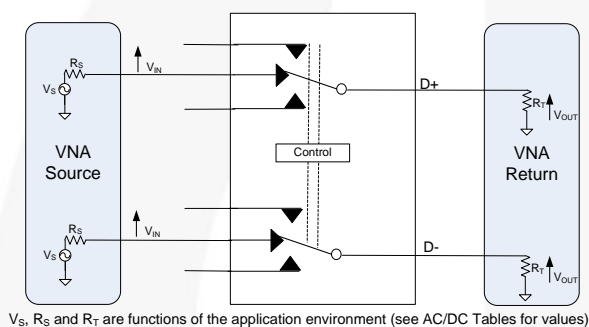 RS
VS
VIN
D+
RT
VOUT
VNA
Source
Control
VNA
Return
RS
VS
VIN
D-
RT
VOUT
VS, RS and RT are functions of the application environment (see AC/DC Tables for values)